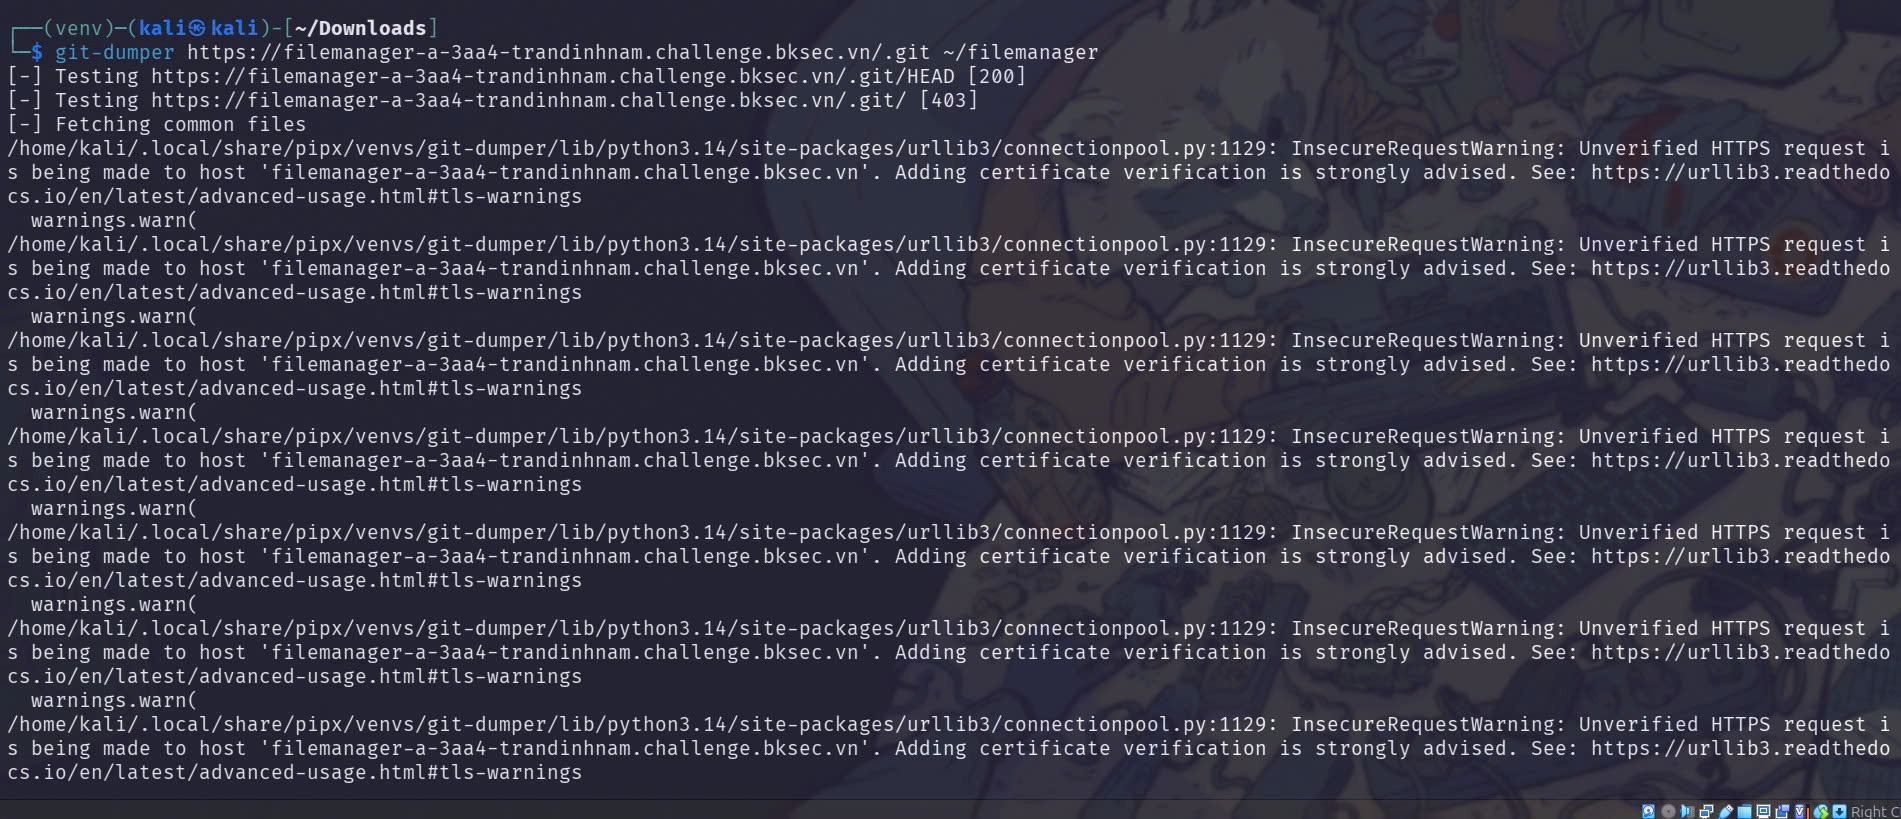 ┌──(venv)─(kali㉿kali)-[~/Downloads]
└─$ git-dumper https://filemanager-a-3aa4-trandinhnam.challenge.bksec.vn/.git ~/filemanager
[-] Testing https://filemanager-a-3aa4-trandinhnam.challenge.bksec.vn/.git/HEAD [200]
[-] Testing https://filemanager-a-3aa4-trandinhnam.challenge.bksec.vn/.git/ [403]
[-] Fetching common files
/home/kali/.local/share/pipx/venvs/git-dumper/lib/python3.14/site-packages/urllib3/connectionpool.py:1129: InsecureRequestWarning: Unverified HTTPS request i
s being made to host 'filemanager-a-3aa4-trandinhnam.challenge.bksec.vn'. Adding certificate verification is strongly advised. See: https://urllib3.readthedo
cs.io/en/latest/advanced-usage.html#tls-warnings
  warnings.warn(
/home/kali/.local/share/pipx/venvs/git-dumper/lib/python3.14/site-packages/urllib3/connectionpool.py:1129: InsecureRequestWarning: Unverified HTTPS request i
s being made to host 'filemanager-a-3aa4-trandinhnam.challenge.bksec.vn'. Adding certificate verification is strongly advised. See: https://urllib3.readthedo
cs.io/en/latest/advanced-usage.html#tls-warnings
  warnings.warn(
/home/kali/.local/share/pipx/venvs/git-dumper/lib/python3.14/site-packages/urllib3/connectionpool.py:1129: InsecureRequestWarning: Unverified HTTPS request i
s being made to host 'filemanager-a-3aa4-trandinhnam.challenge.bksec.vn'. Adding certificate verification is strongly advised. See: https://urllib3.readthedo
cs.io/en/latest/advanced-usage.html#tls-warnings
  warnings.warn(
/home/kali/.local/share/pipx/venvs/git-dumper/lib/python3.14/site-packages/urllib3/connectionpool.py:1129: InsecureRequestWarning: Unverified HTTPS request i
s being made to host 'filemanager-a-3aa4-trandinhnam.challenge.bksec.vn'. Adding certificate verification is strongly advised. See: https://urllib3.readthedo
cs.io/en/latest/advanced-usage.html#tls-warnings
  warnings.warn(
/home/kali/.local/share/pipx/venvs/git-dumper/lib/python3.14/site-packages/urllib3/connectionpool.py:1129: InsecureRequestWarning: Unverified HTTPS request i
s being made to host 'filemanager-a-3aa4-trandinhnam.challenge.bksec.vn'. Adding certificate verification is strongly advised. See: https://urllib3.readthedo
cs.io/en/latest/advanced-usage.html#tls-warnings
  warnings.warn(
/home/kali/.local/share/pipx/venvs/git-dumper/lib/python3.14/site-packages/urllib3/connectionpool.py:1129: InsecureRequestWarning: Unverified HTTPS request i
s being made to host 'filemanager-a-3aa4-trandinhnam.challenge.bksec.vn'. Adding certificate verification is strongly advised. See: https://urllib3.readthedo
cs.io/en/latest/advanced-usage.html#tls-warnings
  warnings.warn(
/home/kali/.local/share/pipx/venvs/git-dumper/lib/python3.14/site-packages/urllib3/connectionpool.py:1129: InsecureRequestWarning: Unverified HTTPS request i
s being made to host 'filemanager-a-3aa4-trandinhnam.challenge.bksec.vn'. Adding certificate verification is strongly advised. See: https://urllib3.readthedo
cs.io/en/latest/advanced-usage.html#tls-warnings
Right C